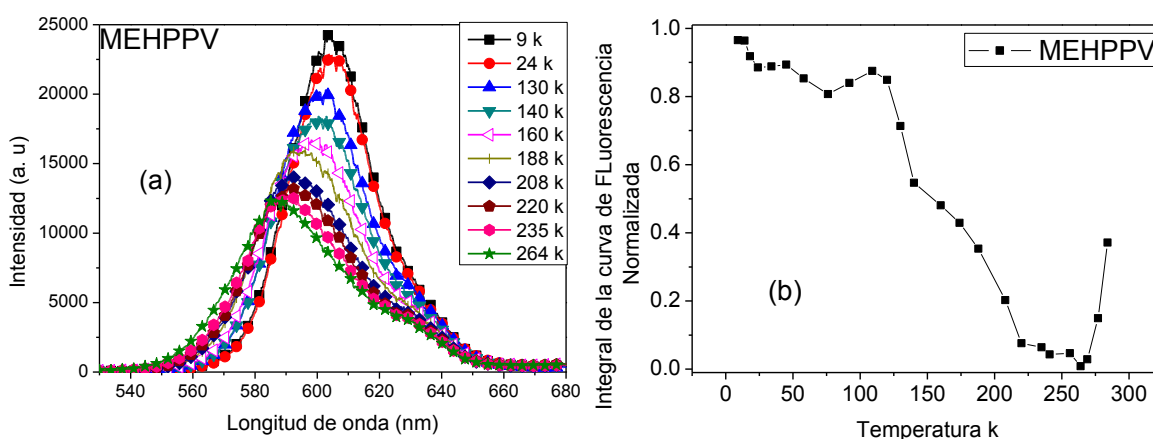 MEHPPV
25000
20000
15000
10000
5000
0
Intensidad (a. u)
(a)
9 k
24 k
130 k
140 k
160 k
188 k
208 k
220 k
235 k
264 k
540 560 580 600 620 640 660 680
Longitud de onda (nm)
Integral de la curva de FLuorescencia
Normalizada
1.0
0.8
0.6
0.4
0.2
0.0
MEHPPV
(b)
0 50 100 150 200 250 300
Temperatura k